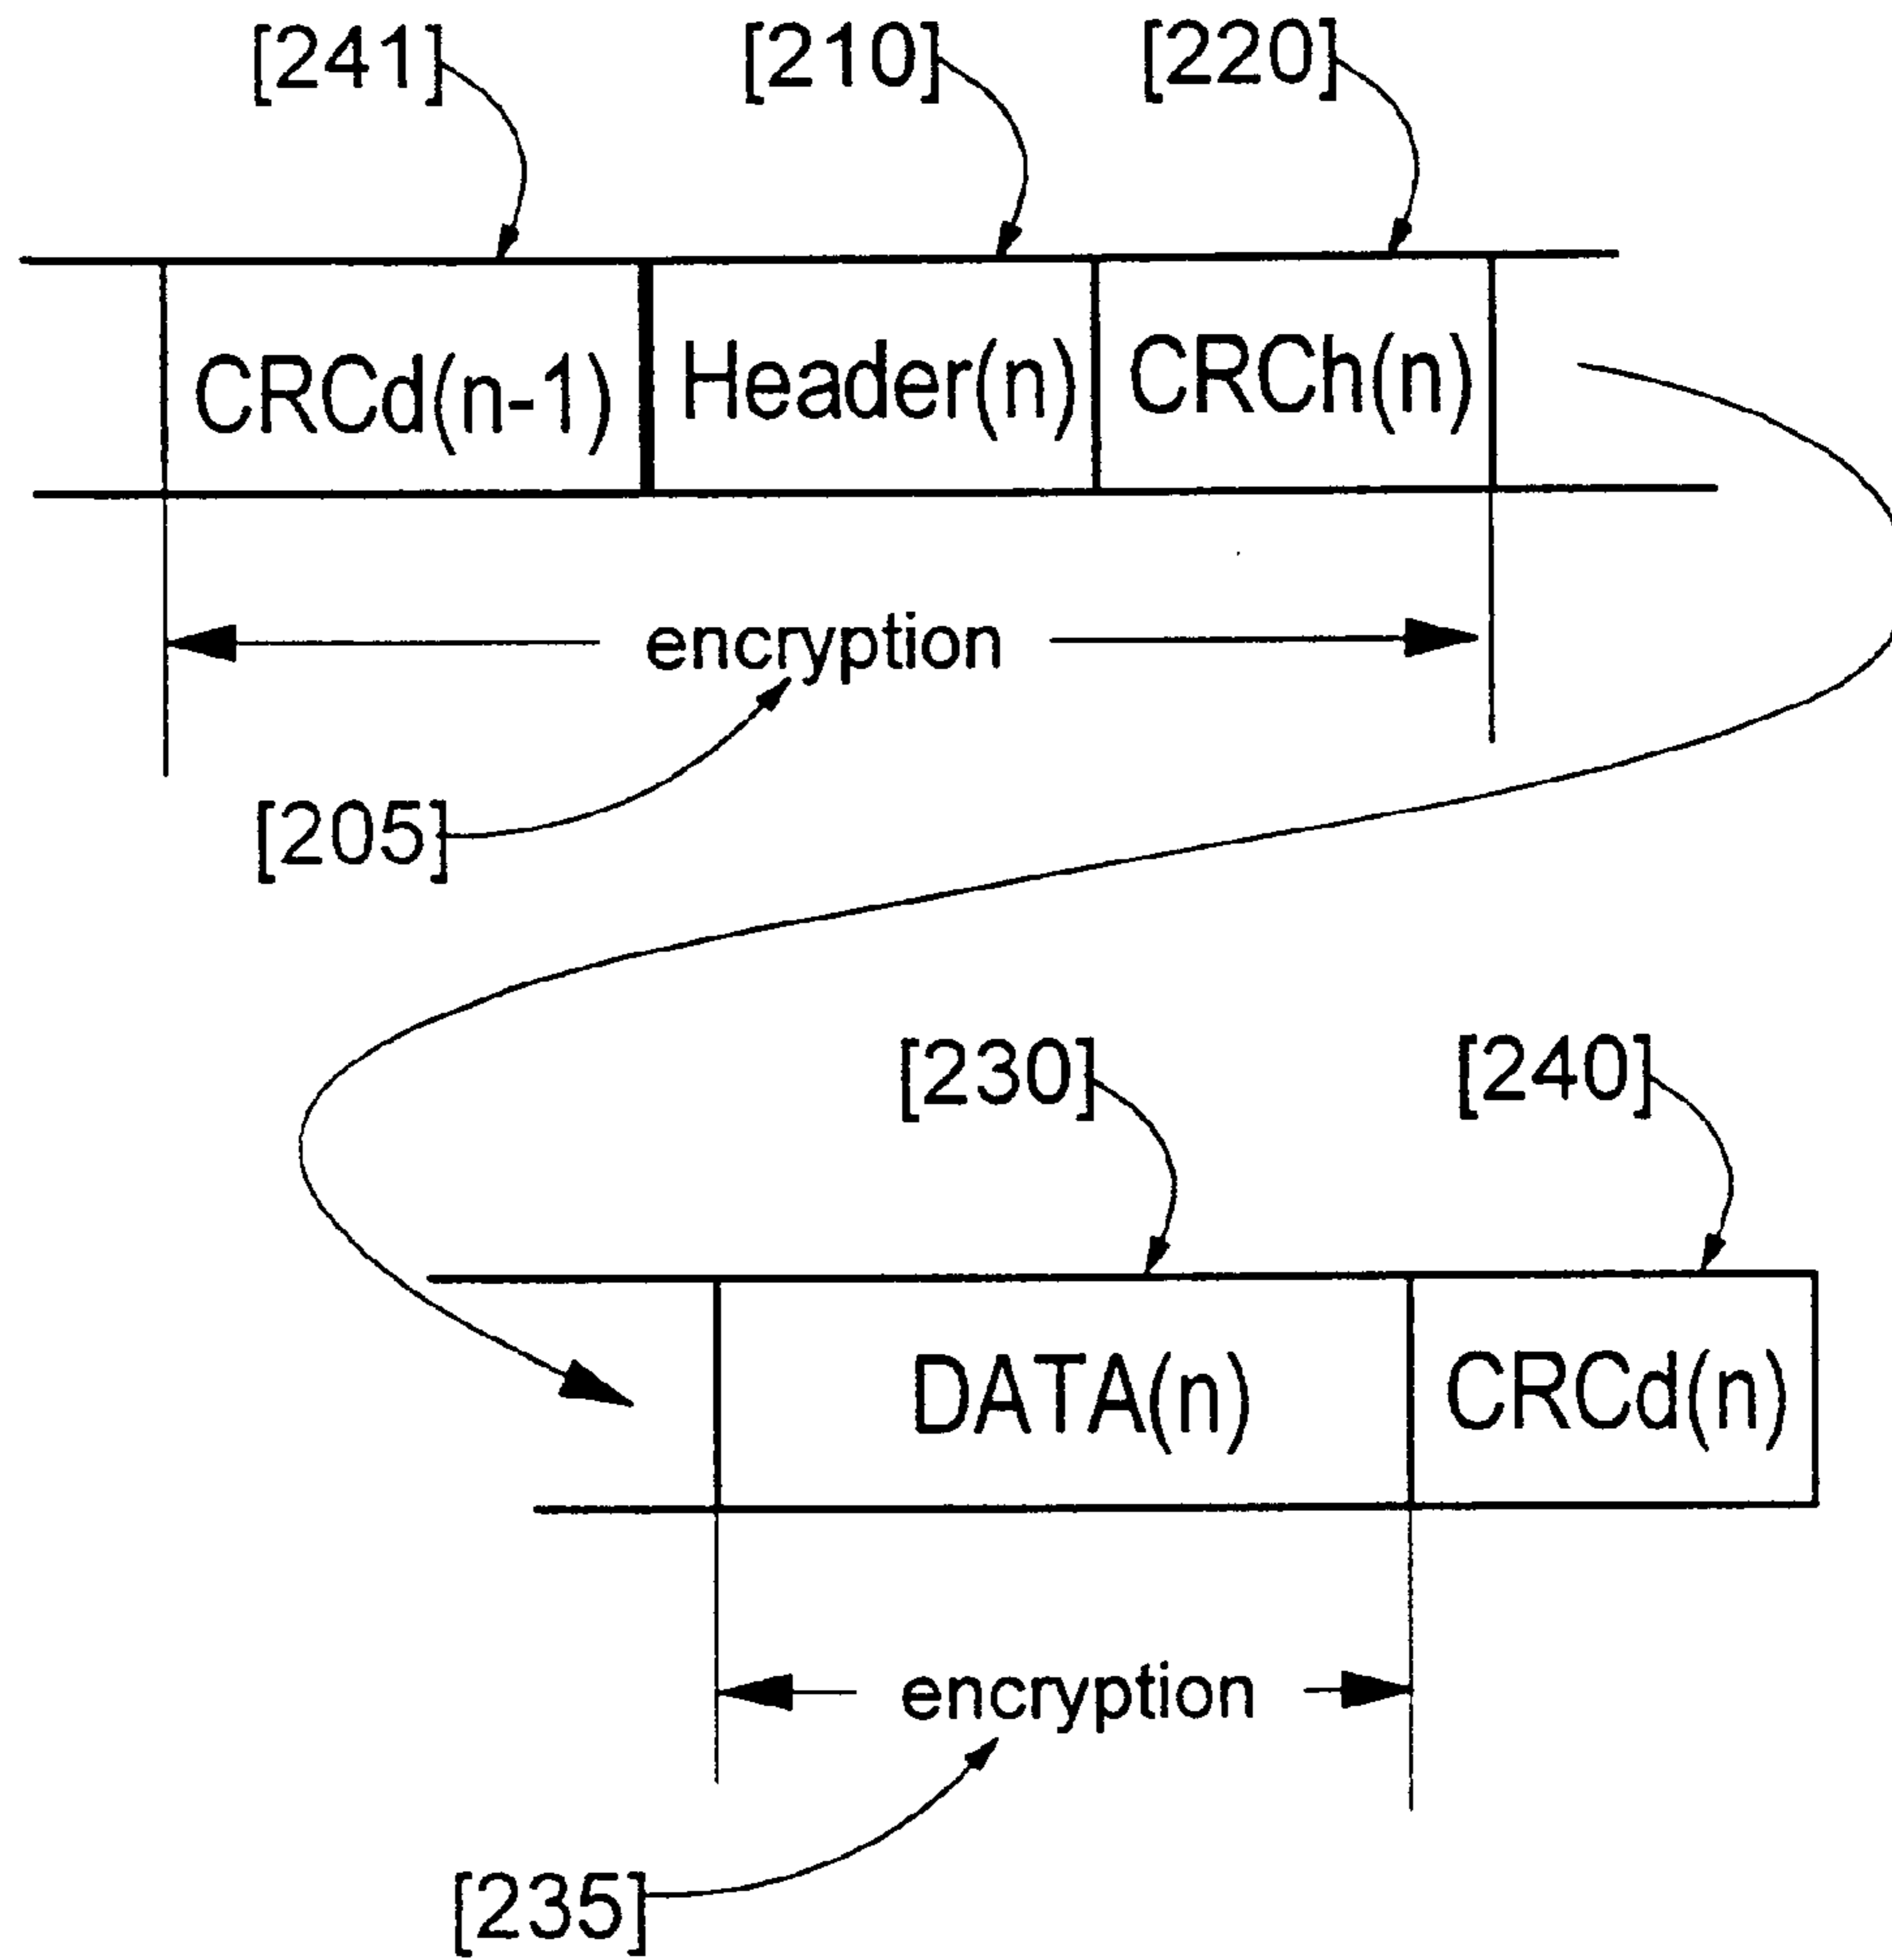 [241] [210] [220]
CRCd(n-1) Header(n) CRCh(n)
encryption
[205]
[230] [240]
DATA(n) CRCd(n)
encryption
[235]